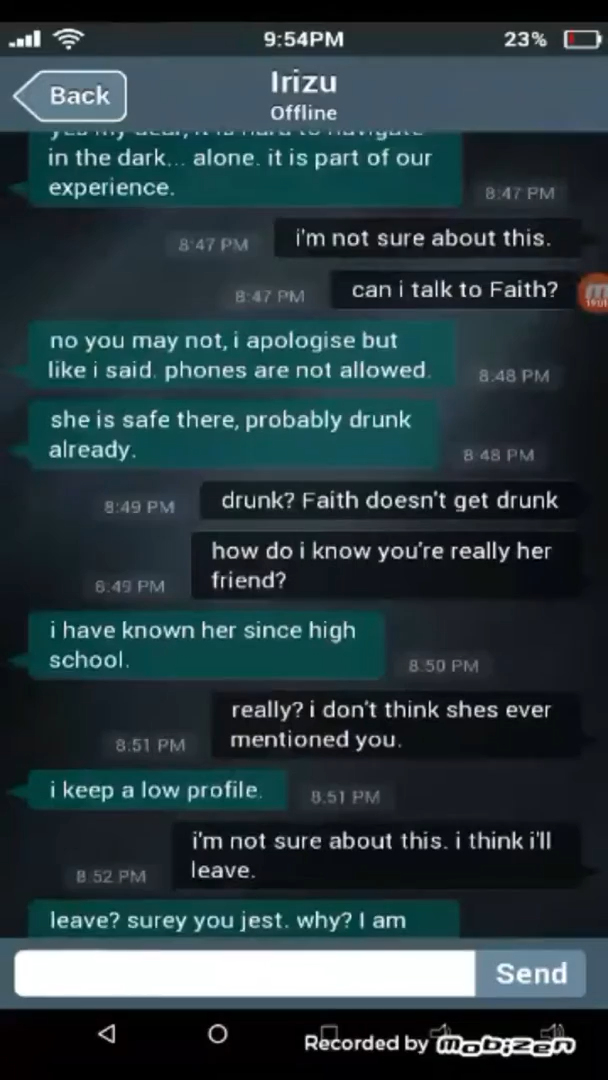 9:54PM
23%
Back
Irizu
Offline
in the dark... alone. it is part of our
experience.
8:47 PM
8:47 PM
i'm not sure about this.
8:47 PM
can i talk to Faith?
no you may not, i apologise but
like i said. phones are not allowed.
8:48 PM
she is safe there, probably drunk
already.
8:48 PM
8:49 PM
drunk? Faith doesn't get drunk
how do i know you're really her
friend?
8:49 PM
i have known her since high
school.
8:50 PM
really? i don't think shes ever
mentioned you.
8:51 PM
i keep a low profile.
8:51 PM
i'm not sure about this. i think i'll
leave.
8:52 PM
leave? surey you jest. why? I am
Send
Recorded by mobizen